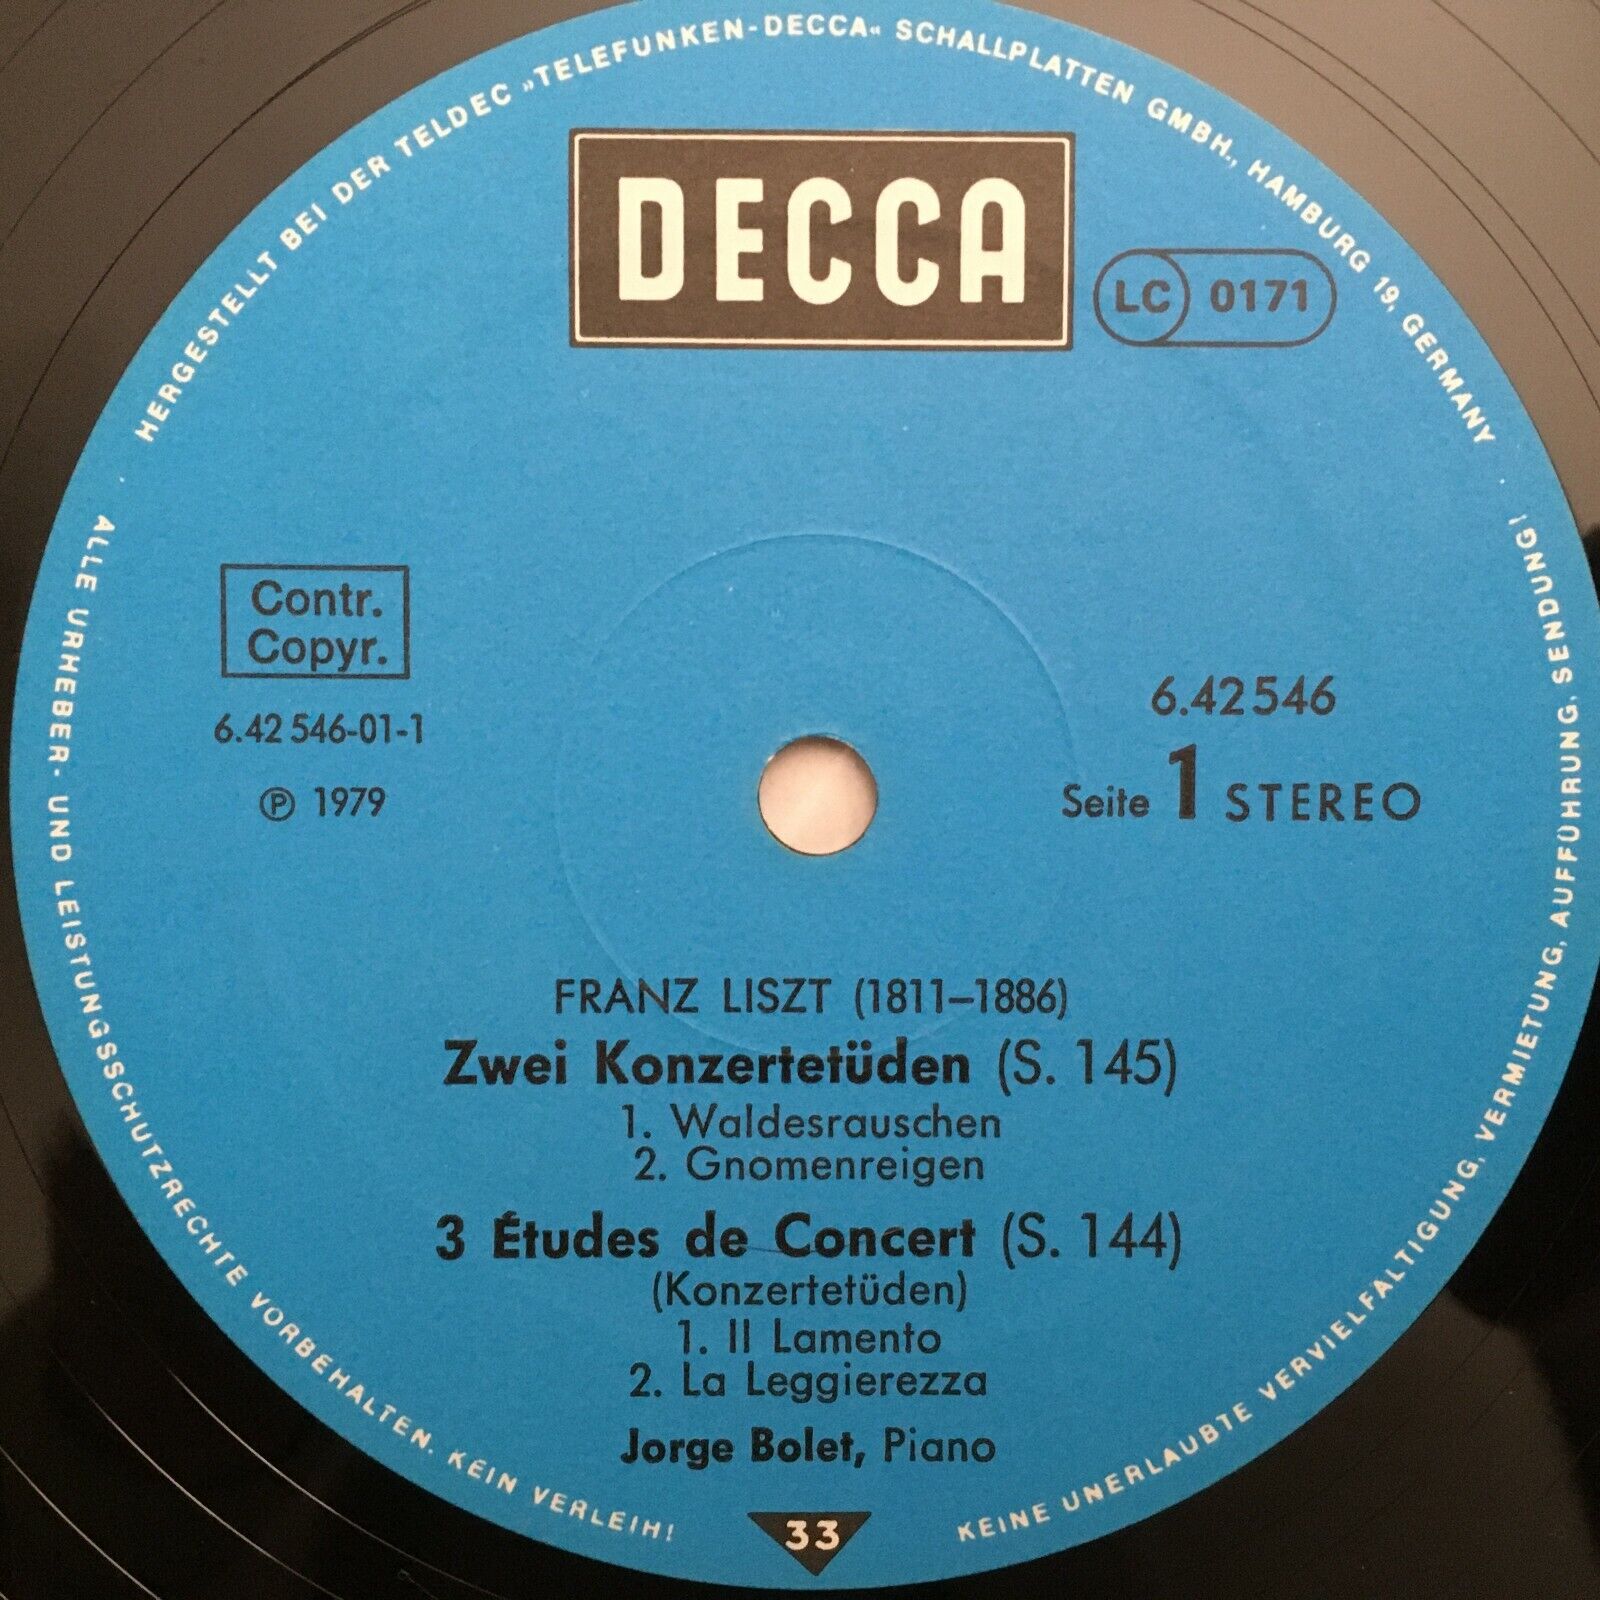 HERGESTELLT BEI DER TELDEC »TELEFUNKEN-DECCA« SCHALLPLATTEN GMBH., HAMBURG 19, GERMANY
DECCA
LC 0171
Contr.
Copyr.
6.42 546-01-1
℗ 1979
6.42546
Seite 1 STEREO
FRANZ LISZT (1811–1886)
Zwei Konzertetüden (S. 145)
1. Waldesrauschen
2. Gnomenreigen
3 Études de Concert (S. 144)
(Konzertetüden)
1. Il Lamento
2. La Leggierezza
Jorge Bolet, Piano
33
ALLE URHEBER- UND LEISTUNGSSCHUTZRECHTE VORBEHALTEN. KEIN VERLEIH!
KEINE UNERLAUBTE VERVIELFÄLTIGUNG, VERMIETUNG, AUFFÜHRUNG, SENDUNG!